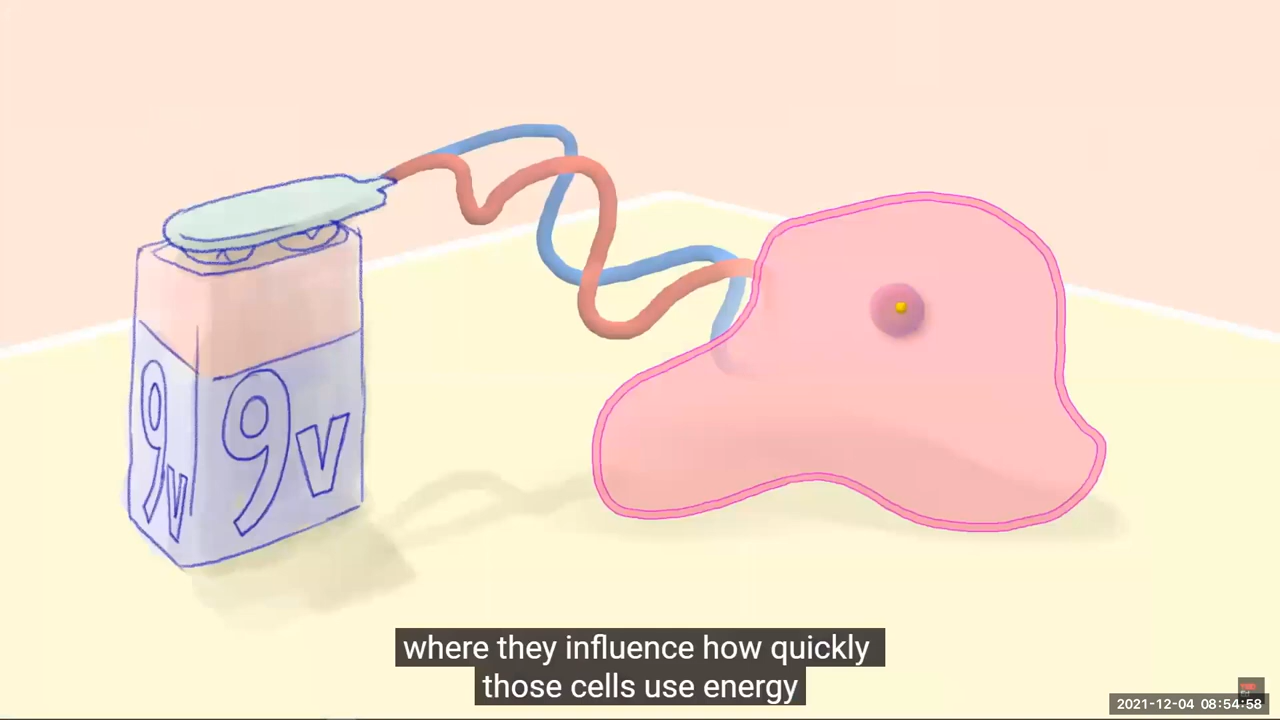 9v 9v
where they influence how quickly
those cells use energy
2021-12-04 08:54:58